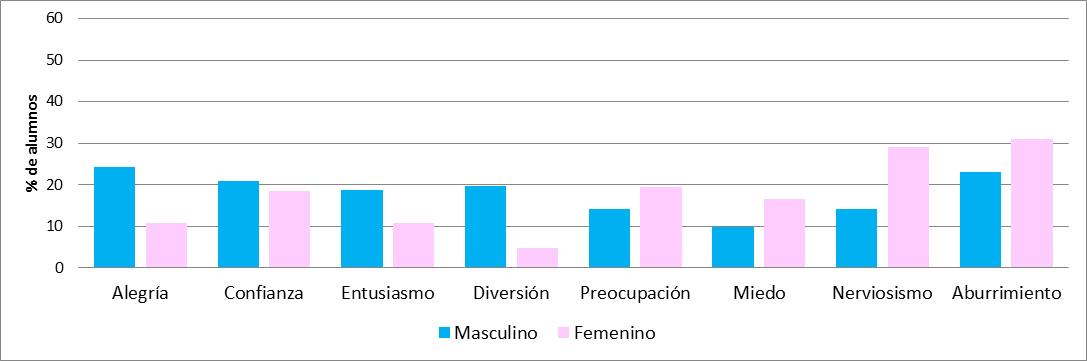 60
50
40
30
20
10
0
% de alumnos
Alegría Confianza Entusiasmo Diversión Preocupación Miedo Nerviosismo Aburrimiento
Masculino Femenino